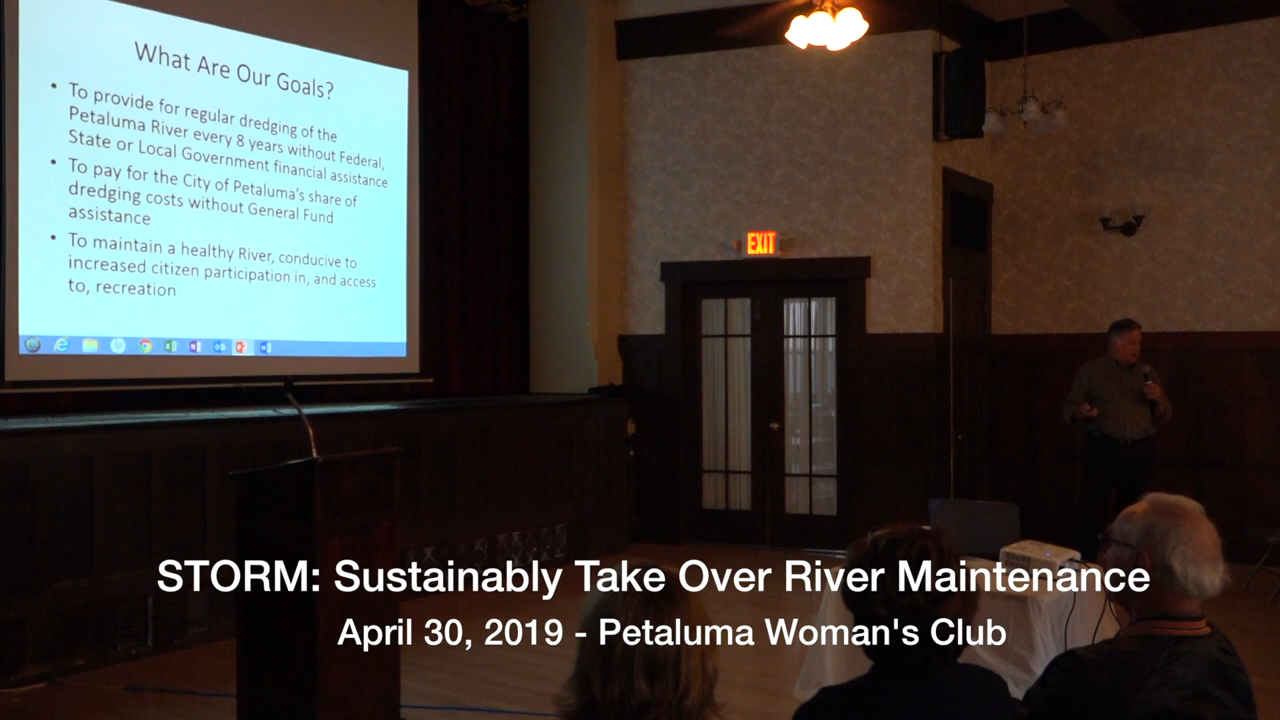 What Are Our Goals?
• To provide for regular dredging of the
Petaluma River every 8 years without Federal,
State or Local Government financial assistance
• To pay for the City of Petaluma's share of
dredging costs without General Fund
assistance
• To maintain a healthy River, conducive to
increased citizen participation in, and access
to, recreation
EXIT
STORM: Sustainably Take Over River Maintenance
April 30, 2019 - Petaluma Woman's Club